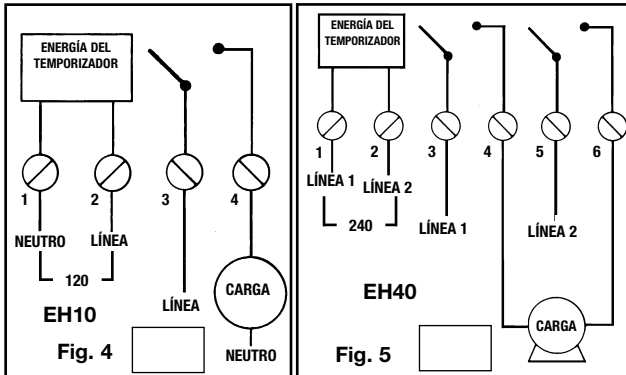 ENERGÍA DEL
TEMPORIZADOR
1
2
3
4
NEUTRO
LÍNEA
120
LÍNEA
CARGA
NEUTRO
EH10
Fig. 4
ENERGÍA DEL
TEMPORIZADOR
1
2
3
4
5
6
LÍNEA 1
LÍNEA 2
240
LÍNEA 1
LÍNEA 2
EH40
CARGA
Fig. 5